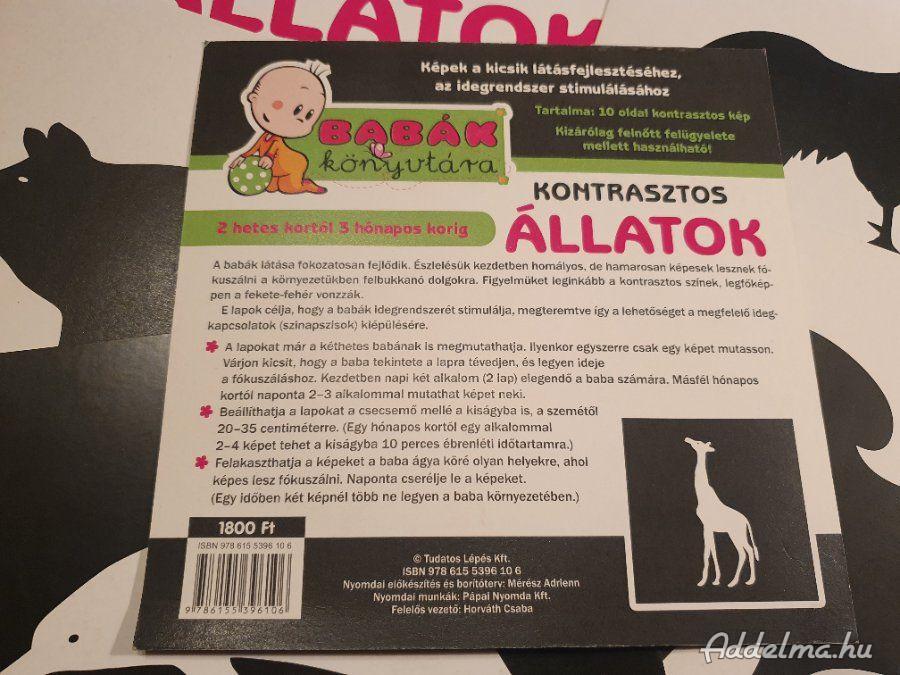 ÁLLATOK
Képek a kicsik látásfejlesztéséhez,
az idegrendszer stimulálásához
Tartalma: 10 oldal kontrasztos kép
Kizárólag felnőtt felügyelete
mellett használható!
BABÁK
könyvtára
KONTRASZTOS
ÁLLATOK
2 hetes kortól 3 hónapos korig
A babák látása fokozatosan fejlődik. Észlelésük kezdetben homályos, de hamarosan képesek lesznek fó-
kuszálni a környezetükben felbukkanó dolgokra. Figyelmüket leginkább a kontrasztos színek, legfőkép-
pen a fekete-fehér vonzzák.
E lapok célja, hogy a babák idegrendszerét stimulálja, megteremtve így a lehetőséget a megfelelő ideg-
kapcsolatok (szinapszisok) kiépülésére.
A lapokat már a kéthetes babának is megmutathatja. Ilyenkor egyszerre csak egy képet mutasson.
Várjon kicsit, hogy a baba tekintete a lapra tévedjen, és legyen ideje
a fókuszáláshoz. Kezdetben napi két alkalom (2 lap) elegendő a baba számára. Másfél hónapos
kortól naponta 2–3 alkalommal mutathat képet neki.
Beállíthatja a lapokat a csecsemő mellé a kiságyba is, a szemétől
20–35 centiméterre. (Egy hónapos kortól egy alkalommal
2–4 képet tehet a kiságyba 10 perces ébrenléti időtartamra.)
Felakaszthatja a képeket a baba ágya köré olyan helyekre, ahol
képes lesz fókuszálni. Naponta cserélje le a képeket.
(Egy időben két képnél több ne legyen a baba környezetében.)
1800 Ft
ISBN 978 615 5396 10 6
9 786155 396106
© Tudatos Lépés Kft.
ISBN 978 615 5396 10 6
Nyomdai előkészítés és borítóterv: Mérész Adrienn
Nyomdai munkák: Pápai Nyomda Kft.
Felelős vezető: Horváth Csaba
Addelma.hu